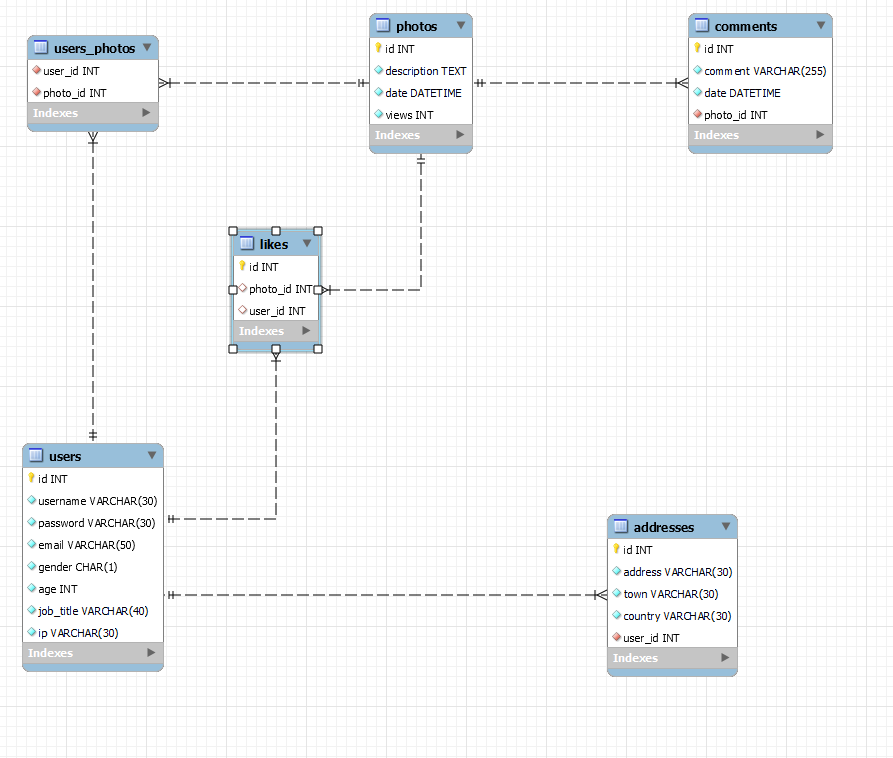 users_photos
user_id INT
photo_id INT
Indexes
photos
id INT
description TEXT
date DATETIME
views INT
Indexes
comments
id INT
comment VARCHAR(255)
date DATETIME
photo_id INT
Indexes
likes
id INT
photo_id INT
user_id INT
Indexes
users
id INT
username VARCHAR(30)
password VARCHAR(30)
email VARCHAR(50)
gender CHAR(1)
age INT
job_title VARCHAR(40)
ip VARCHAR(30)
Indexes
addresses
id INT
address VARCHAR(30)
town VARCHAR(30)
country VARCHAR(30)
user_id INT
Indexes